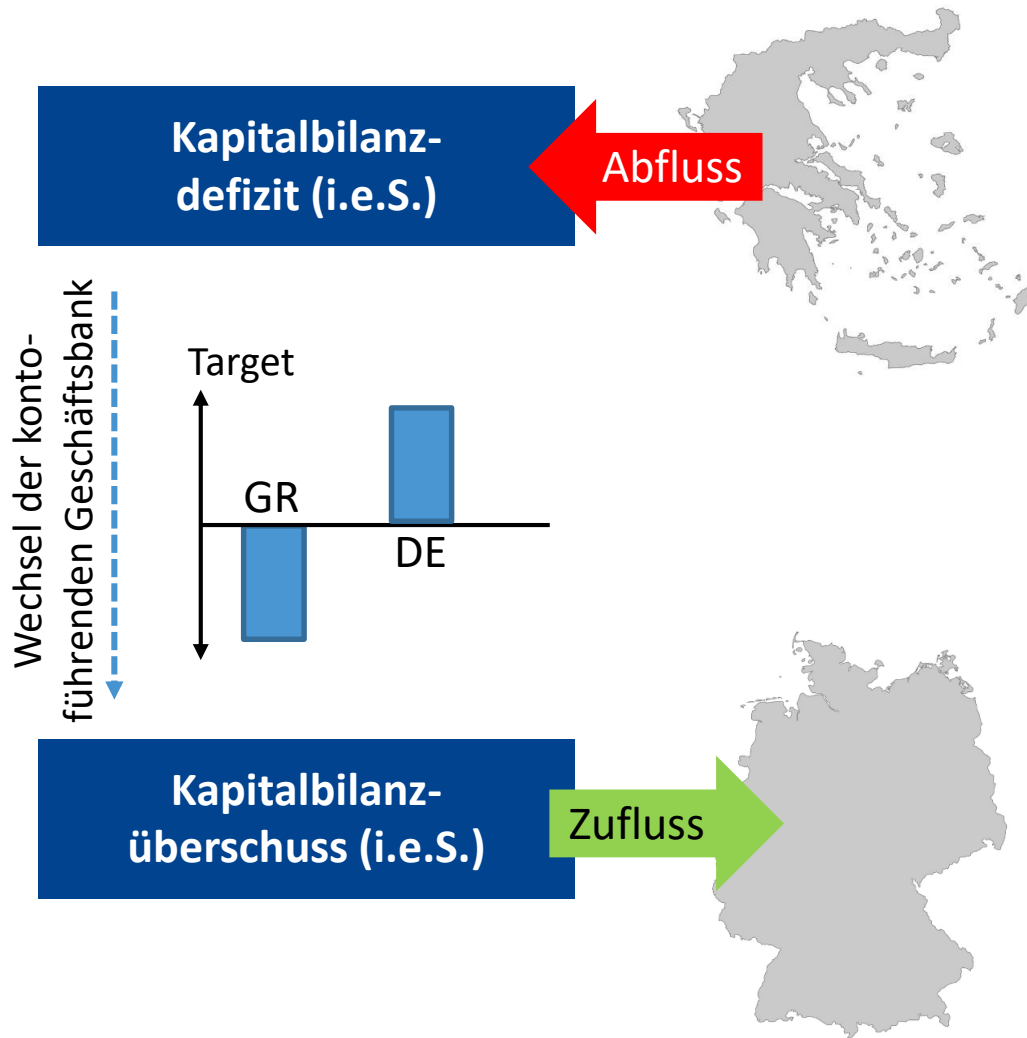 Kapitalbilanz-
defizit (i.e.S.)
Abfluss
Wechsel der konto-
führenden Geschäftsbank
Target
GR
DE
Kapitalbilanz-
überschuss (i.e.S.)
Zufluss